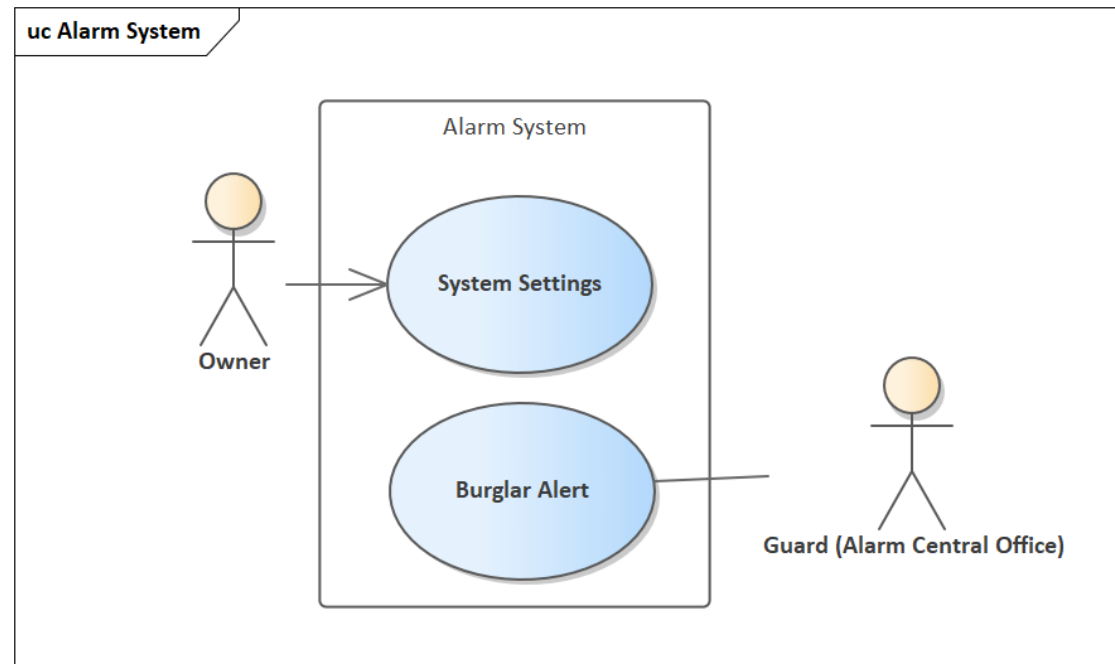 uc Alarm System
Alarm System
System Settings
Owner
Burglar Alert
Guard (Alarm Central Office)